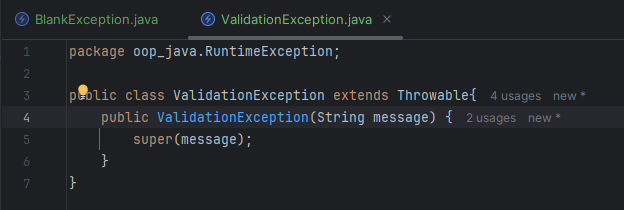 BlankException.java ValidationException.java
1 package oop_java.RuntimeException;
2
3 public class ValidationException extends Throwable{ 4 usages new *
4 public ValidationException(String message) { 2 usages new *
5 super(message);
6 }
7 }